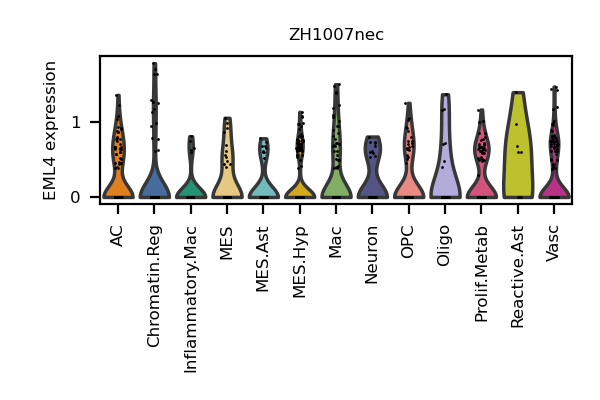 ZH1007nec
EML4 expression
1
0
AC
Chromatin.Reg
Inflammatory.Mac
MES
MES.Ast
MES.Hyp
Mac
Neuron
OPC
Oligo
Prolif.Metab
Reactive.Ast
Vasc